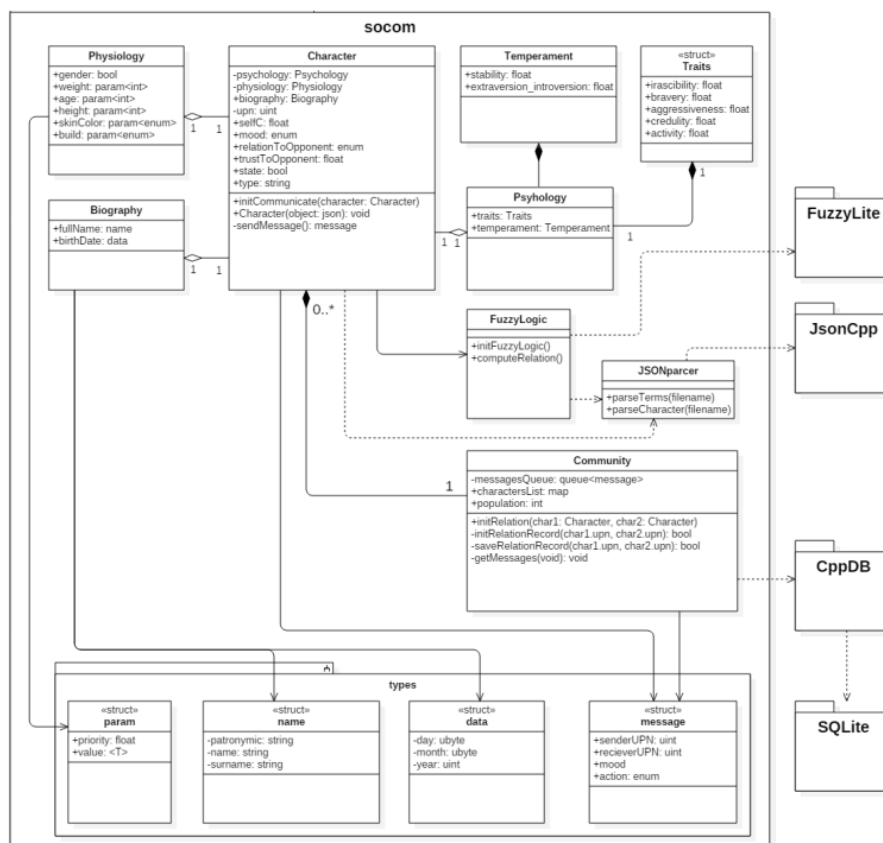 socom
Physiology
+gender: bool
+weight: param<int>
+age: param<int>
+height: param<int>
+skinColor: param<enum>
+build: param<enum>
1
1
Character
-psychology: Psychology
-physiology: Physiology
+biography: Biography
-upn: uint
+selfC: float
+mood: enum
+relationToOpponent: enum
+trustToOpponent: float
+state: bool
+type: string
+initCommunicate(character: Character)
+Character(object: json): void
-sendMessage(): message
Temperament
+stability: float
+extraversion_introversion: float
«struct»
Traits
+irascibility: float
+bravery: float
+aggressiveness: float
+credulity: float
+activity: float
1
Biography
+fullName: name
+birthDate: data
1
1
Psyhology
+traits: Traits
+temperament: Temperament
1
1
1
FuzzyLite
0..*
FuzzyLogic
+initFuzzyLogic()
+computeRelation()
JSONparcer
+parseTerms(filename)
+parseCharacter(filename)
JsonCpp
Community
-messagesQueue: queue<message>
+charactersList: map
+population: int
+initRelation(char1: Character, char2: Character)
-initRelationRecord(char1.upn, char2.upn): bool
-saveRelationRecord(char1.upn, char2.upn): bool
-getMessages(void): void
1
CppDB
SQLite
types
«struct»
param
+priority: float
+value: <T>
«struct»
name
-patronymic: string
-name: string
-surname: string
«struct»
data
-day: ubyte
-month: ubyte
-year: uint
«struct»
message
+senderUPN: uint
+recieverUPN: uint
+mood
+action: enum